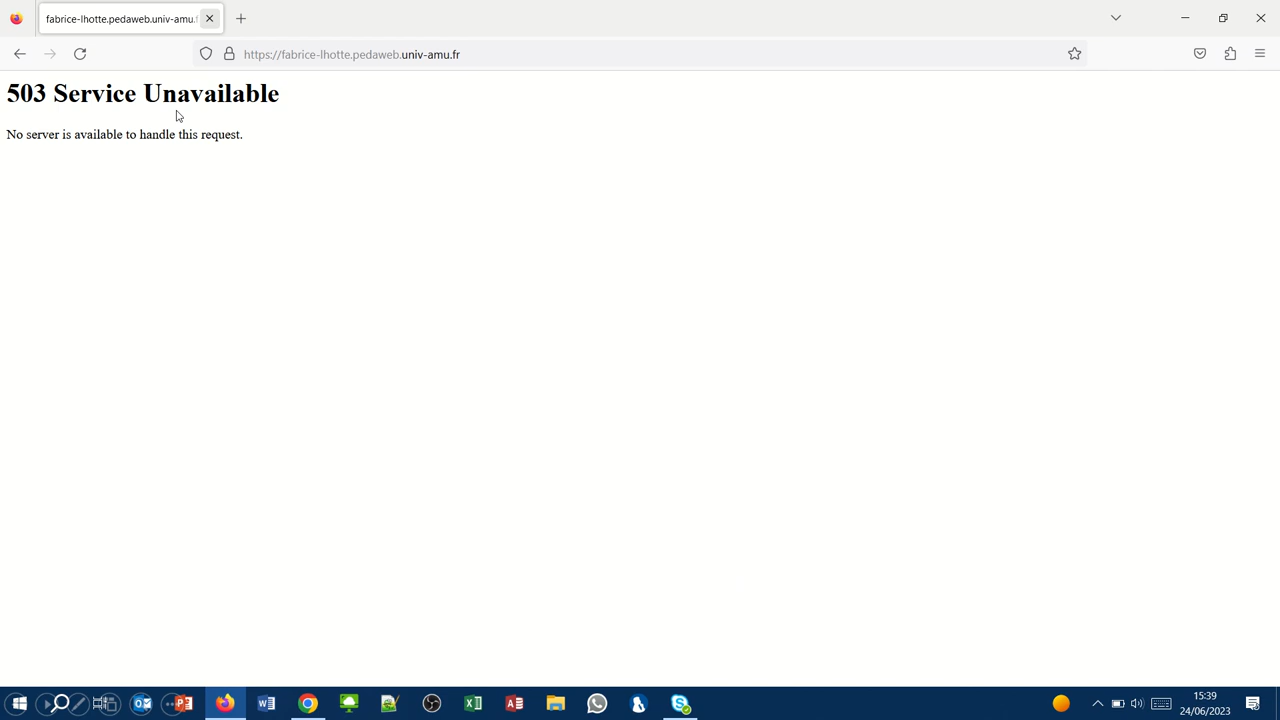 fabrice-lhotte.pedaweb.univ-amu.f
https://fabrice-lhotte.pedaweb.univ-amu.fr
503 Service Unavailable
No server is available to handle this request.
15:39
24/06/2023